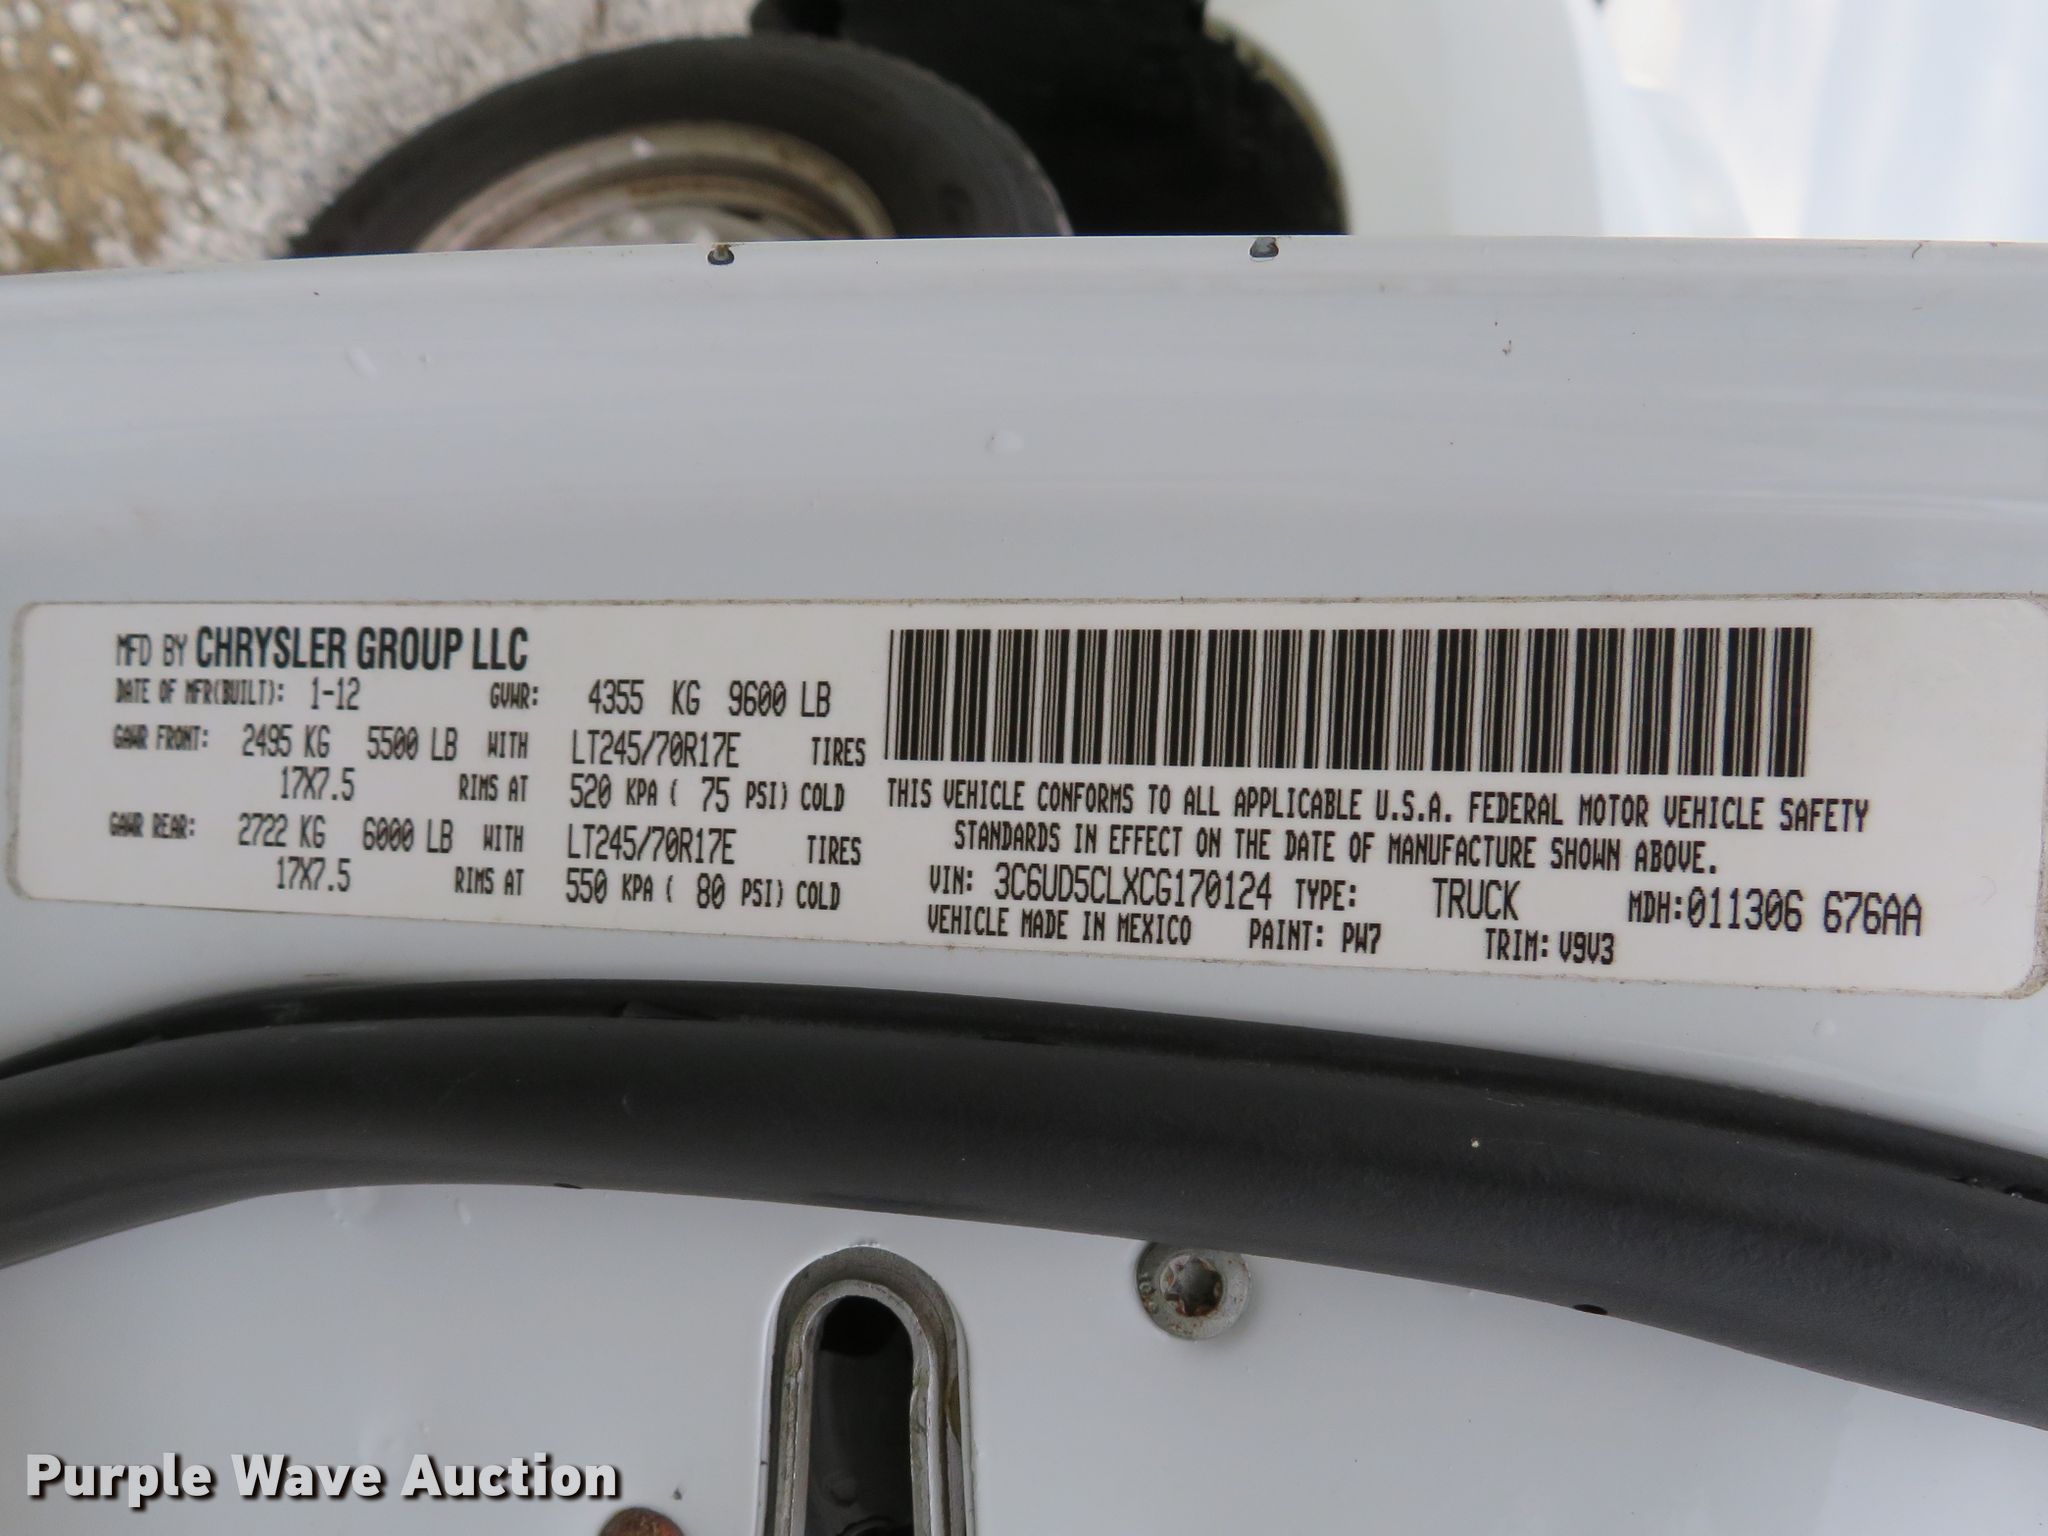 MFD BY CHRYSLER GROUP LLC
DATE OF MFR(BUILT): 1-12 GVWR: 4355 KG 9600 LB
GAWR FRONT: 2495 KG 5500 LB WITH LT245/70R17E TIRES
17X7.5 RIMS AT 520 KPA ( 75 PSI) COLD
GAWR REAR: 2722 KG 6000 LB WITH LT245/70R17E TIRES
17X7.5 RIMS AT 550 KPA ( 80 PSI) COLD
THIS VEHICLE CONFORMS TO ALL APPLICABLE U.S.A. FEDERAL MOTOR VEHICLE SAFETY
STANDARDS IN EFFECT ON THE DATE OF MANUFACTURE SHOWN ABOVE.
VIN: 3C6UD5CLXCG170124 TYPE: TRUCK MDH:011306 676AA
VEHICLE MADE IN MEXICO PAINT: PW7 TRIM: V9V3
Purple Wave Auction